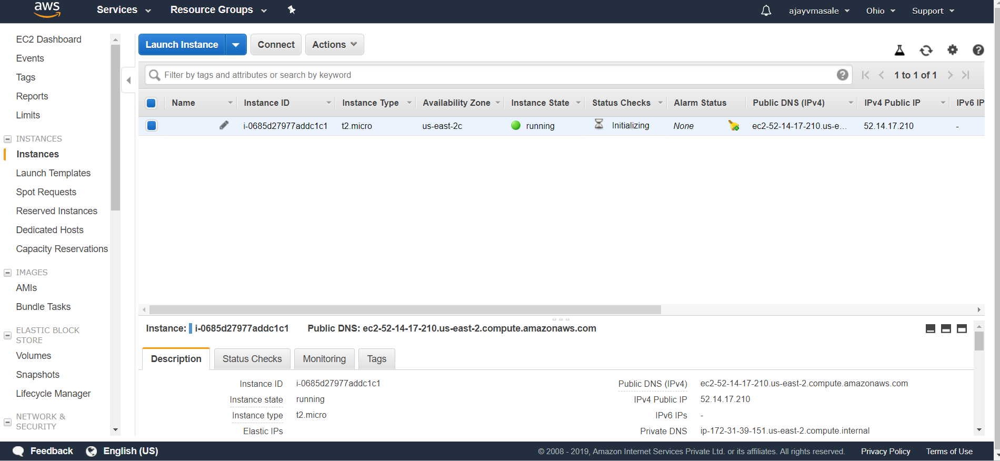 aws Services Resource Groups ajayvmasale Ohio Support
EC2 Dashboard
Events
Tags
Reports
Limits
INSTANCES
Instances
Launch Templates
Spot Requests
Reserved Instances
Dedicated Hosts
Capacity Reservations
IMAGES
AMIs
Bundle Tasks
ELASTIC BLOCK
STORE
Volumes
Snapshots
Lifecycle Manager
NETWORK &
SECURITY
Launch Instance Connect Actions
Filter by tags and attributes or search by keyword ? 1 to 1 of 1
Name Instance ID Instance Type Availability Zone Instance State Status Checks Alarm Status Public DNS (IPv4) IPv4 Public IP IPv6 IP
i-0685d27977addc1c1 t2.micro us-east-2c running Initializing None ec2-52-14-17-210.us-e... 52.14.17.210 -
Instance: i-0685d27977addc1c1 Public DNS: ec2-52-14-17-210.us-east-2.compute.amazonaws.com
Description Status Checks Monitoring Tags
Instance ID i-0685d27977addc1c1 Public DNS (IPv4) ec2-52-14-17-210.us-east-2.compute.amazonaws.com
Instance state running IPv4 Public IP 52.14.17.210
Instance type t2.micro IPv6 IPs -
Elastic IPs Private DNS ip-172-31-39-151.us-east-2.compute.internal
Feedback English (US) © 2008 - 2019, Amazon Internet Services Private Ltd. or its affiliates. All rights reserved. Privacy Policy Terms of Use